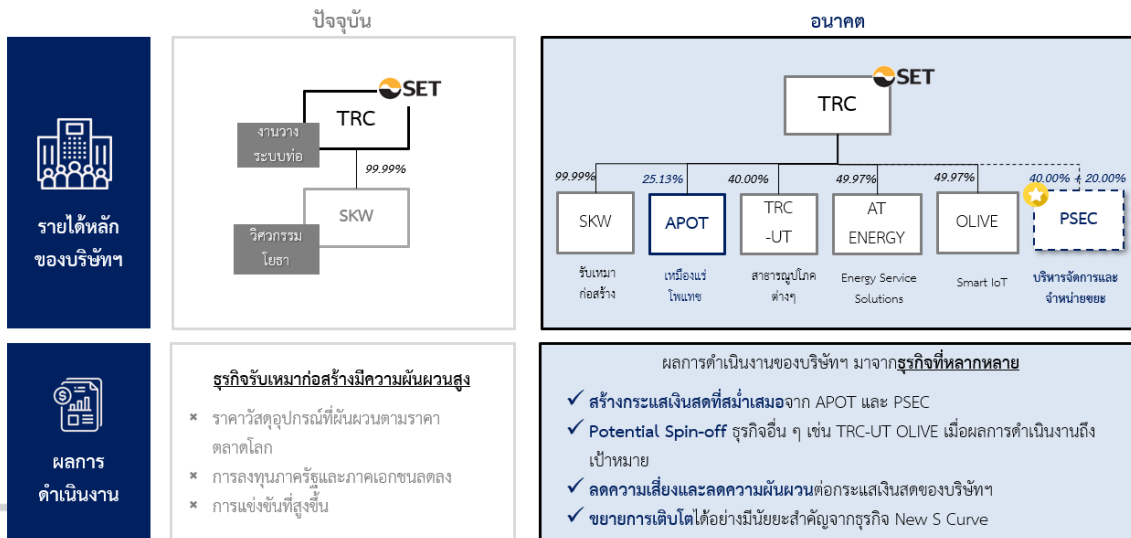 ปัจจุบัน
อนาคต
รายได้หลัก
ของบริษัทฯ
SET
TRC
งานวาง
ระบบท่อ
99.99%
SKW
วิศวกรรม
โยธา
SET
TRC
99.99%
25.13%
40.00%
49.97%
49.97%
40.00% + 20.00%
SKW
APOT
TRC
-UT
AT
ENERGY
OLIVE
PSEC
รับเหมา
ก่อสร้าง
เหมืองแร่
โพแทช
สาธารณูปโภค
ต่างๆ
Energy Service
Solutions
Smart IoT
บริหารจัดการและ
จำหน่ายขยะ
ผลการ
ดำเนินงาน
ธุรกิจรับเหมาก่อสร้างมีความผันผวนสูง
× ราคาวัสดุอุปกรณ์ที่ผันผวนตามราคา
ตลาดโลก
× การลงทุนภาครัฐและภาคเอกชนลดลง
× การแข่งขันที่สูงขึ้น
ผลการดำเนินงานของบริษัทฯ มาจากธุรกิจที่หลากหลาย
✓ สร้างกระแสเงินสดที่สม่ำเสมอจาก APOT และ PSEC
✓ Potential Spin-off ธุรกิจอื่น ๆ เช่น TRC-UT OLIVE เมื่อผลการดำเนินงานถึง
เป้าหมาย
✓ ลดความเสี่ยงและลดความผันผวนต่อกระแสเงินสดของบริษัทฯ
✓ ขยายการเติบโตได้อย่างมีนัยยะสำคัญจากธุรกิจ New S Curve